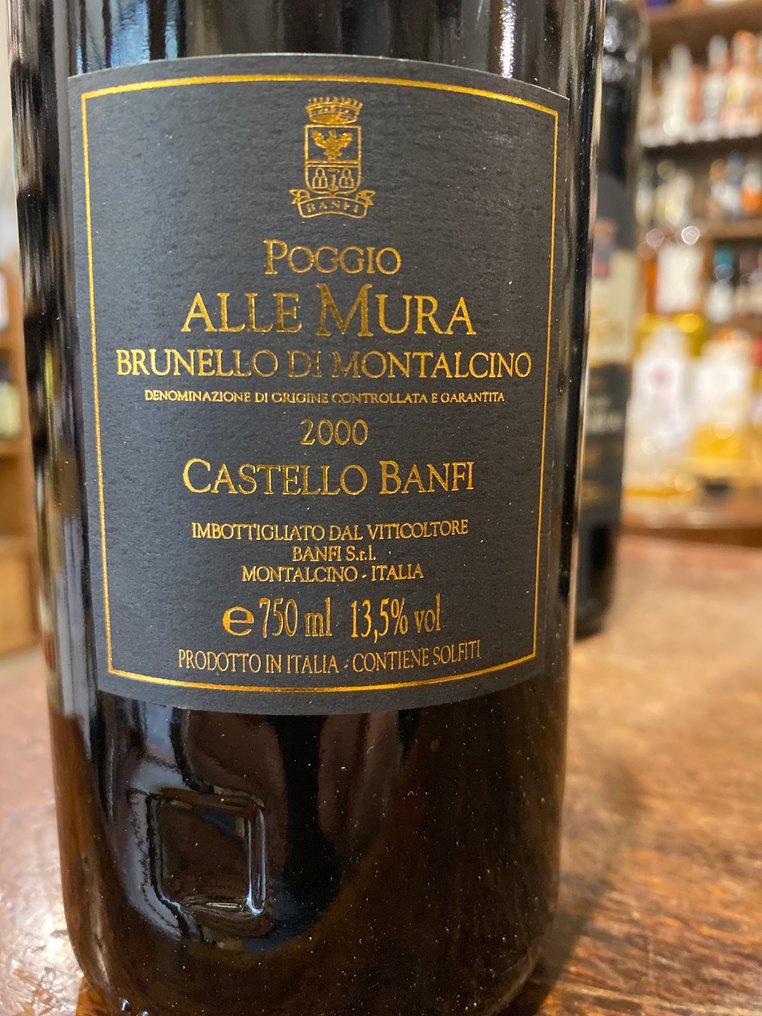 BANFI
POGGIO
ALLE MURA
BRUNELLO DI MONTALCINO
DENOMINAZIONE DI ORIGINE CONTROLLATA E GARANTITA
2000
CASTELLO BANFI
IMBOTTIGLIATO DAL VITICOLTORE
BANFI S.r.l.
MONTALCINO - ITALIA
e 750 ml 13,5% vol
PRODOTTO IN ITALIA - CONTIENE SOLFITI